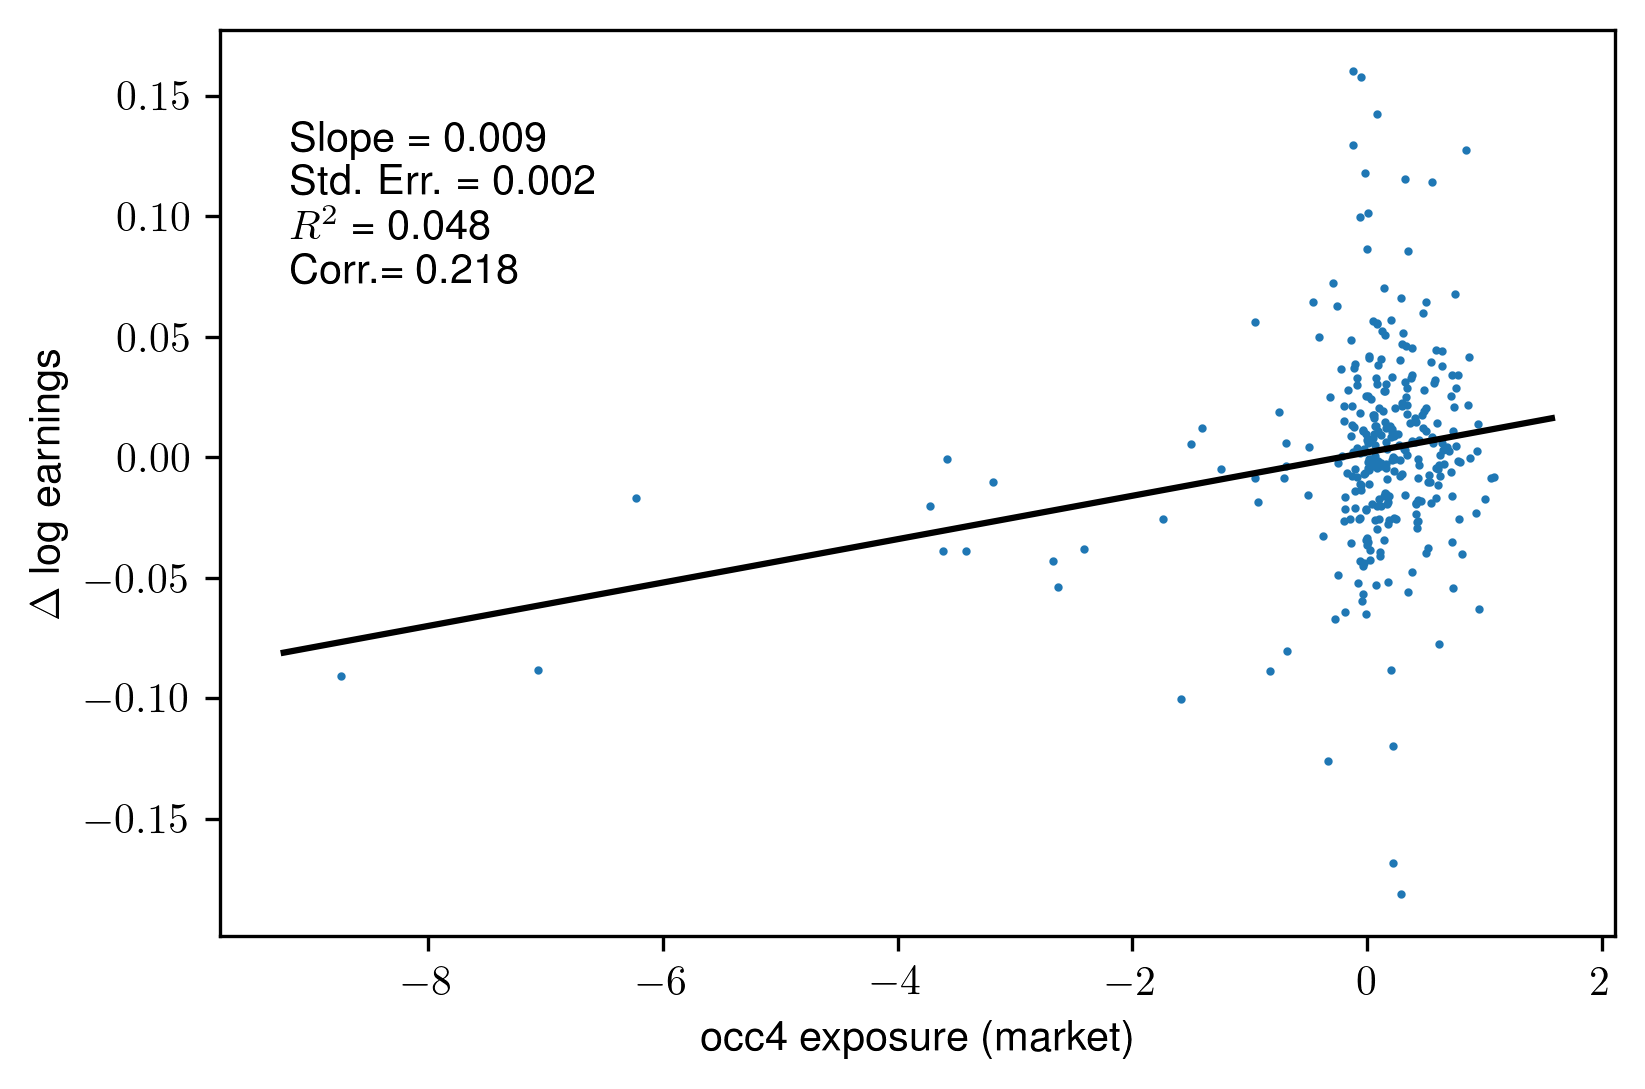 0.15
0.10
0.05
0.00
−0.05
−0.10
−0.15
Δ log earnings
Slope = 0.009
Std. Err. = 0.002
R² = 0.048
Corr.= 0.218
−8 −6 −4 −2 0 2
occ4 exposure (market)